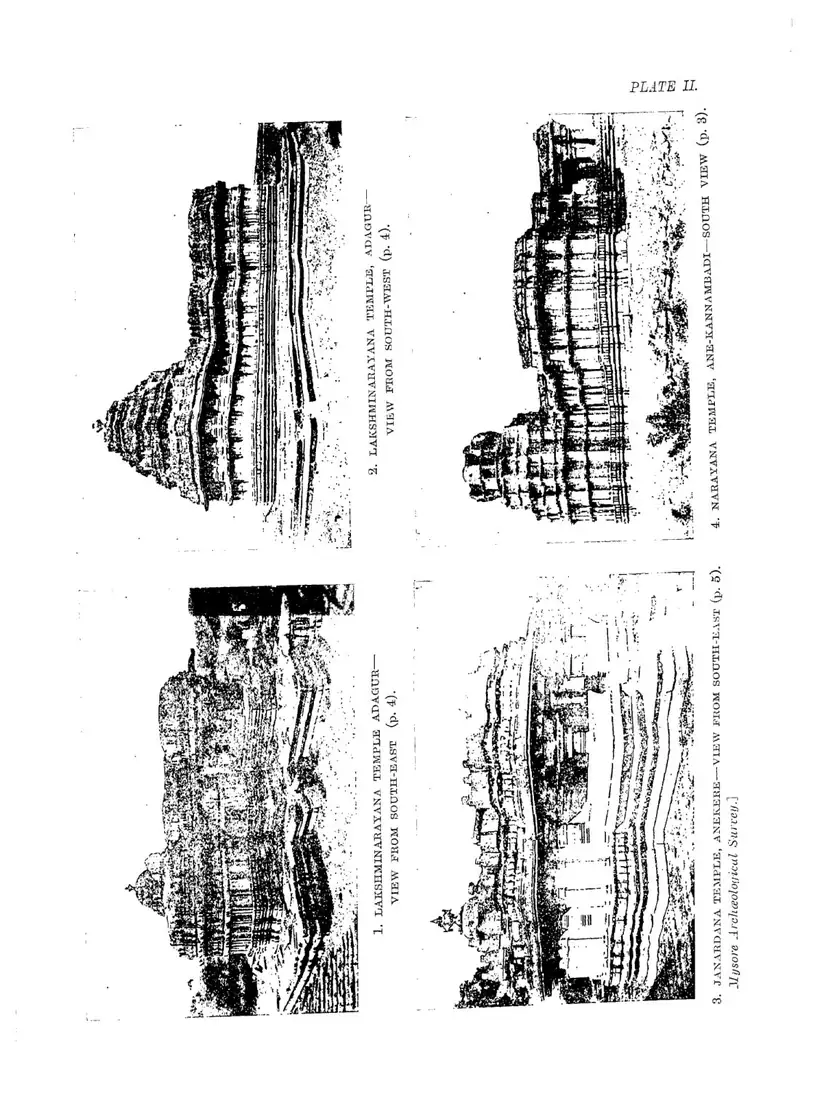 PLATE II.
1. LAKSHMINARAYANA TEMPLE ADAGUR—
VIEW FROM SOUTH-EAST (p. 4).
2. LAKSHMINARAYANA TEMPLE, ADAGUR—
VIEW FROM SOUTH-WEST (p. 4).
3. JANARDANA TEMPLE, ANEKERE—VIEW FROM SOUTH-EAST (p. 5).
4. NARAYANA TEMPLE, ANE-KANNAMBADI—SOUTH VIEW (p. 3).
Mysore Archæological Survey.]